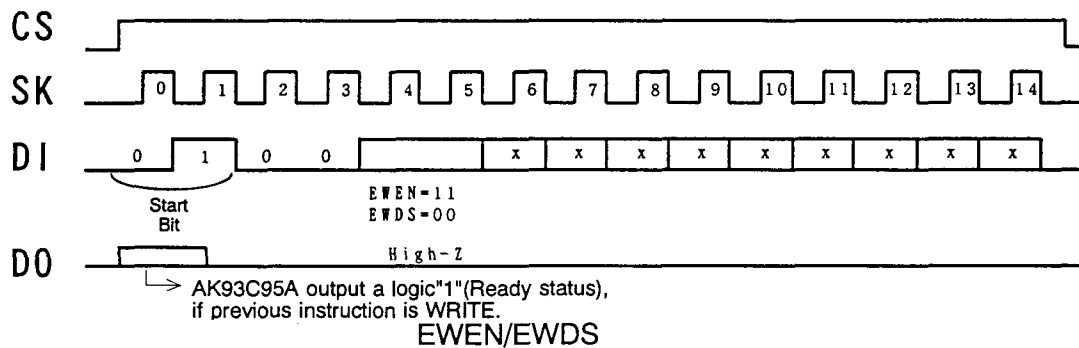 CS
SK 0 1 2 3 4 5 6 7 8 9 10 11 12 13 14
DI 0 1 0 0 x x x x x x x x x
Start
Bit
EWEN=11
EWDS=00
DO High-Z
AK93C95A output a logic"1"(Ready status),
if previous instruction is WRITE.
EWEN/EWDS